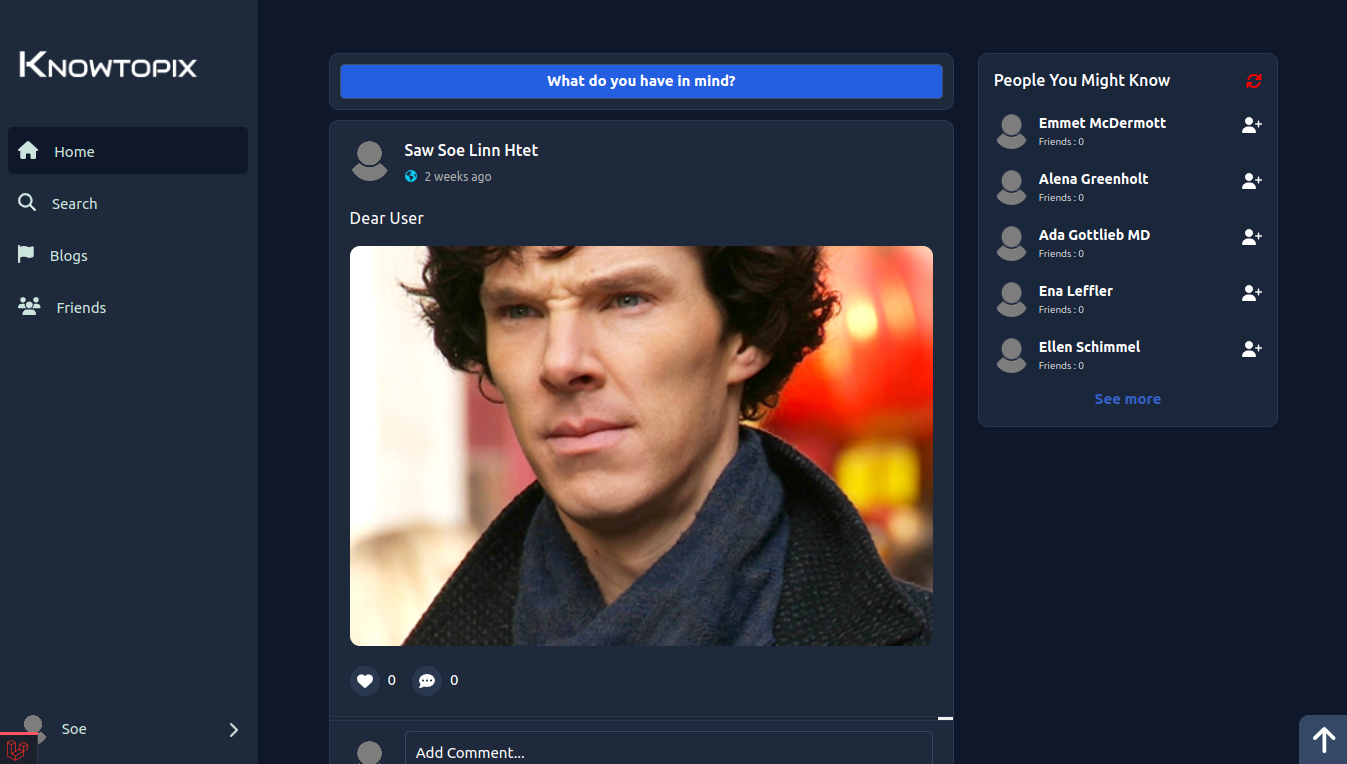 KNOWTOPIX
Home
Search
Blogs
Friends
Soe
What do you have in mind?
Saw Soe Linn Htet
2 weeks ago
Dear User
0
0
Add Comment...
People You Might Know
Emmet McDermott
Friends : 0
Alena Greenholt
Friends : 0
Ada Gottlieb MD
Friends : 0
Ena Leffler
Friends : 0
Ellen Schimmel
Friends : 0
See more